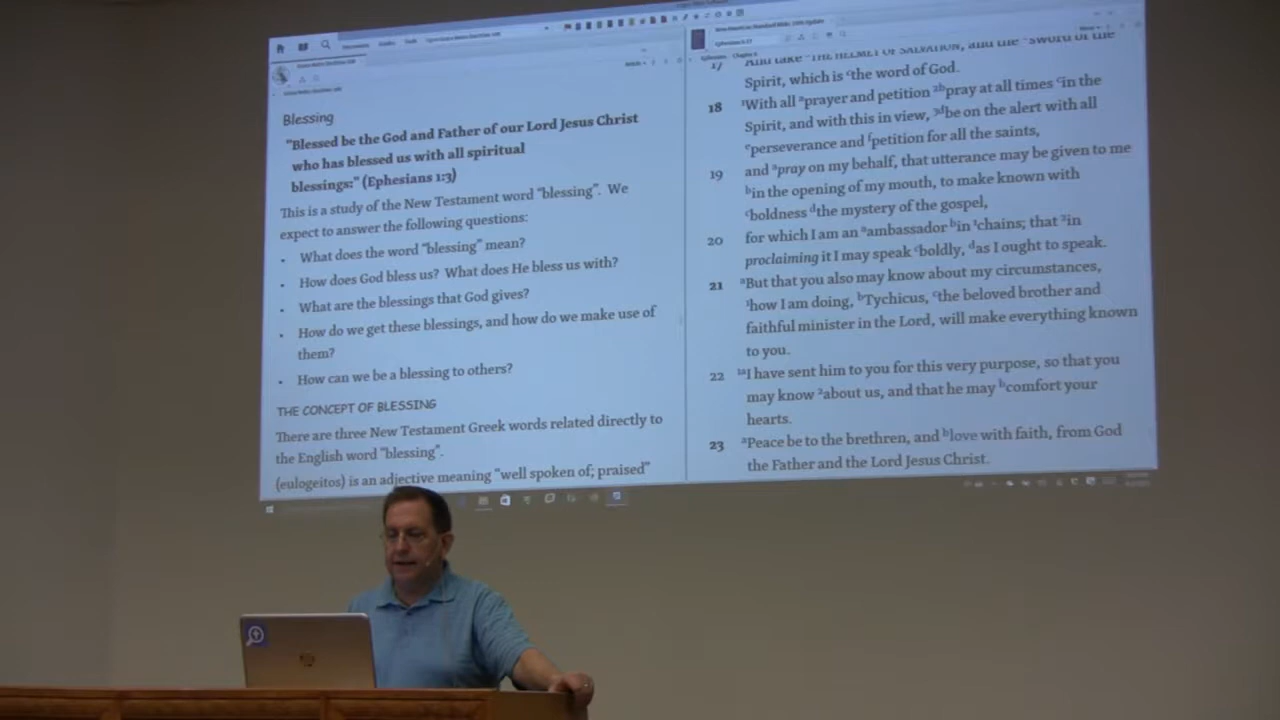 Blessing
"Blessed be the God and Father of our Lord Jesus Christ
who has blessed us with all spiritual
blessings:" (Ephesians 1:3)
This is a study of the New Testament word "blessing". We
expect to answer the following questions:
• What does the word "blessing" mean?
• How does God bless us? What does He bless us with?
• What are the blessings that God gives?
• How do we get these blessings, and how do we make use of
them?
• How can we be a blessing to others?
THE CONCEPT OF BLESSING
There are three New Testament Greek words related directly to
the English word "blessing".
(eulogeitos) is an adjective meaning "well spoken of; praised"
17 And take THE HELMET OF SALVATION, and the sword of the
Spirit, which is the word of God.
18 With all prayer and petition pray at all times in the
Spirit, and with this in view, be on the alert with all
perseverance and petition for all the saints,
19 and pray on my behalf, that utterance may be given to me
in the opening of my mouth, to make known with
boldness the mystery of the gospel,
20 for which I am an ambassador in chains; that in
proclaiming it I may speak boldly, as I ought to speak.
21 But that you also may know about my circumstances,
how I am doing, Tychicus, the beloved brother and
faithful minister in the Lord, will make everything known
to you.
22 I have sent him to you for this very purpose, so that you
may know about us, and that he may comfort your
hearts.
23 Peace be to the brethren, and love with faith, from God
the Father and the Lord Jesus Christ.